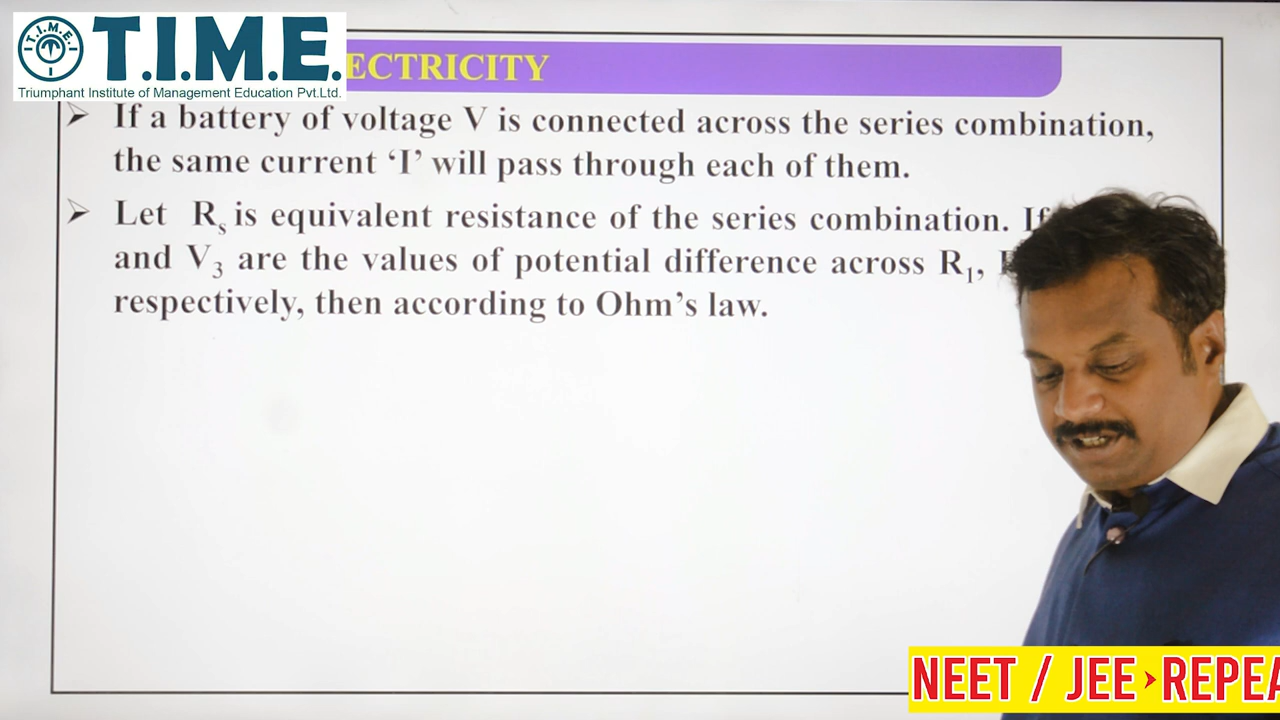 T.I.M.E.
T.I.M.E.
Triumphant Institute of Management Education Pvt.Ltd.
ECTRICITY
➢ If a battery of voltage V is connected across the series combination,
the same current ‘I’ will pass through each of them.
➢ Let Rₛ is equivalent resistance of the series combination. If
and V₃ are the values of potential difference across R₁,
respectively, then according to Ohm’s law.
NEET / JEE › REPEA